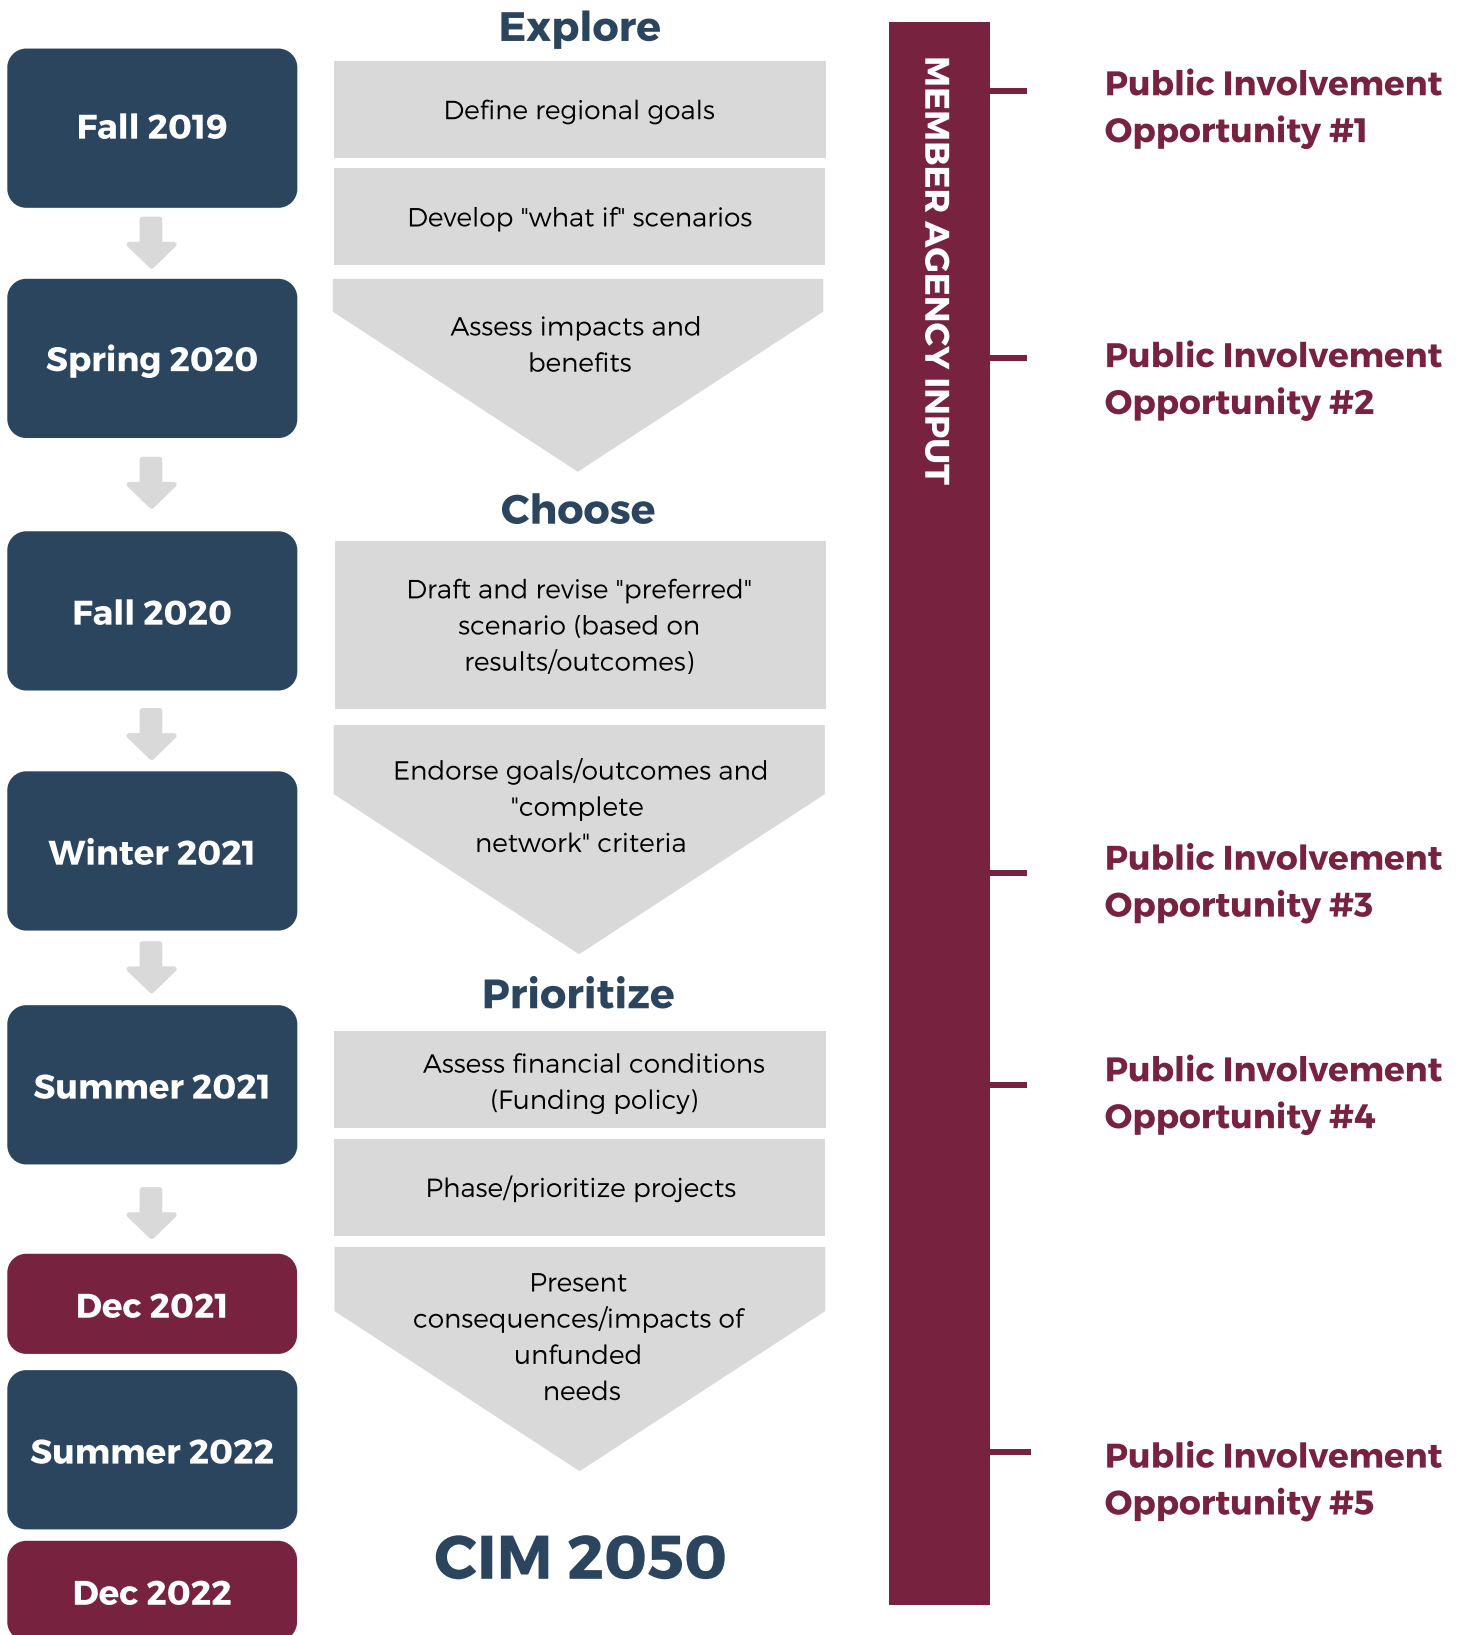 Explore
Fall 2019
Define regional goals
Develop "what if" scenarios
Spring 2020
Assess impacts and
benefits
Choose
Fall 2020
Draft and revise "preferred"
scenario (based on
results/outcomes)
Winter 2021
Endorse goals/outcomes and
"complete
network" criteria
Prioritize
Summer 2021
Assess financial conditions
(Funding policy)
Phase/prioritize projects
Dec 2021
Present
consequences/impacts of
unfunded
needs
Summer 2022
CIM 2050
Dec 2022
MEMBER AGENCY INPUT
Public Involvement
Opportunity #1
Public Involvement
Opportunity #2
Public Involvement
Opportunity #3
Public Involvement
Opportunity #4
Public Involvement
Opportunity #5